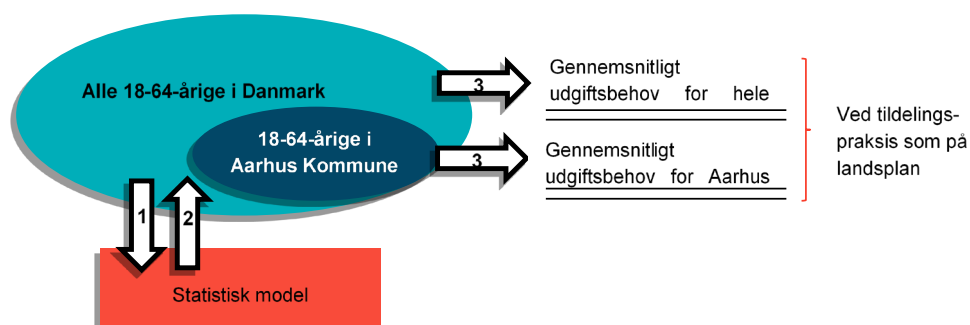 Alle 18-64-årige i Danmark
18-64-årige i
Aarhus Kommune
1
2
Statistisk model
3
Gennemsnitligt
udgiftsbehov for hele
3
Gennemsnitligt
udgiftsbehov for Aarhus
Ved tildelings-
praksis som på
landsplan